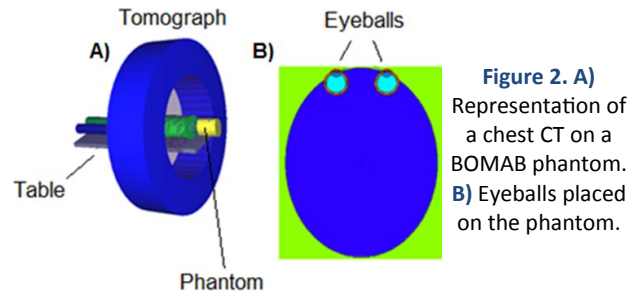 Tomograph
A)
Table
Phantom
Eyeballs
B)
Figure 2. A)
Representation of
a chest CT on a
BOMAB phantom.
B) Eyeballs placed
on the phantom.